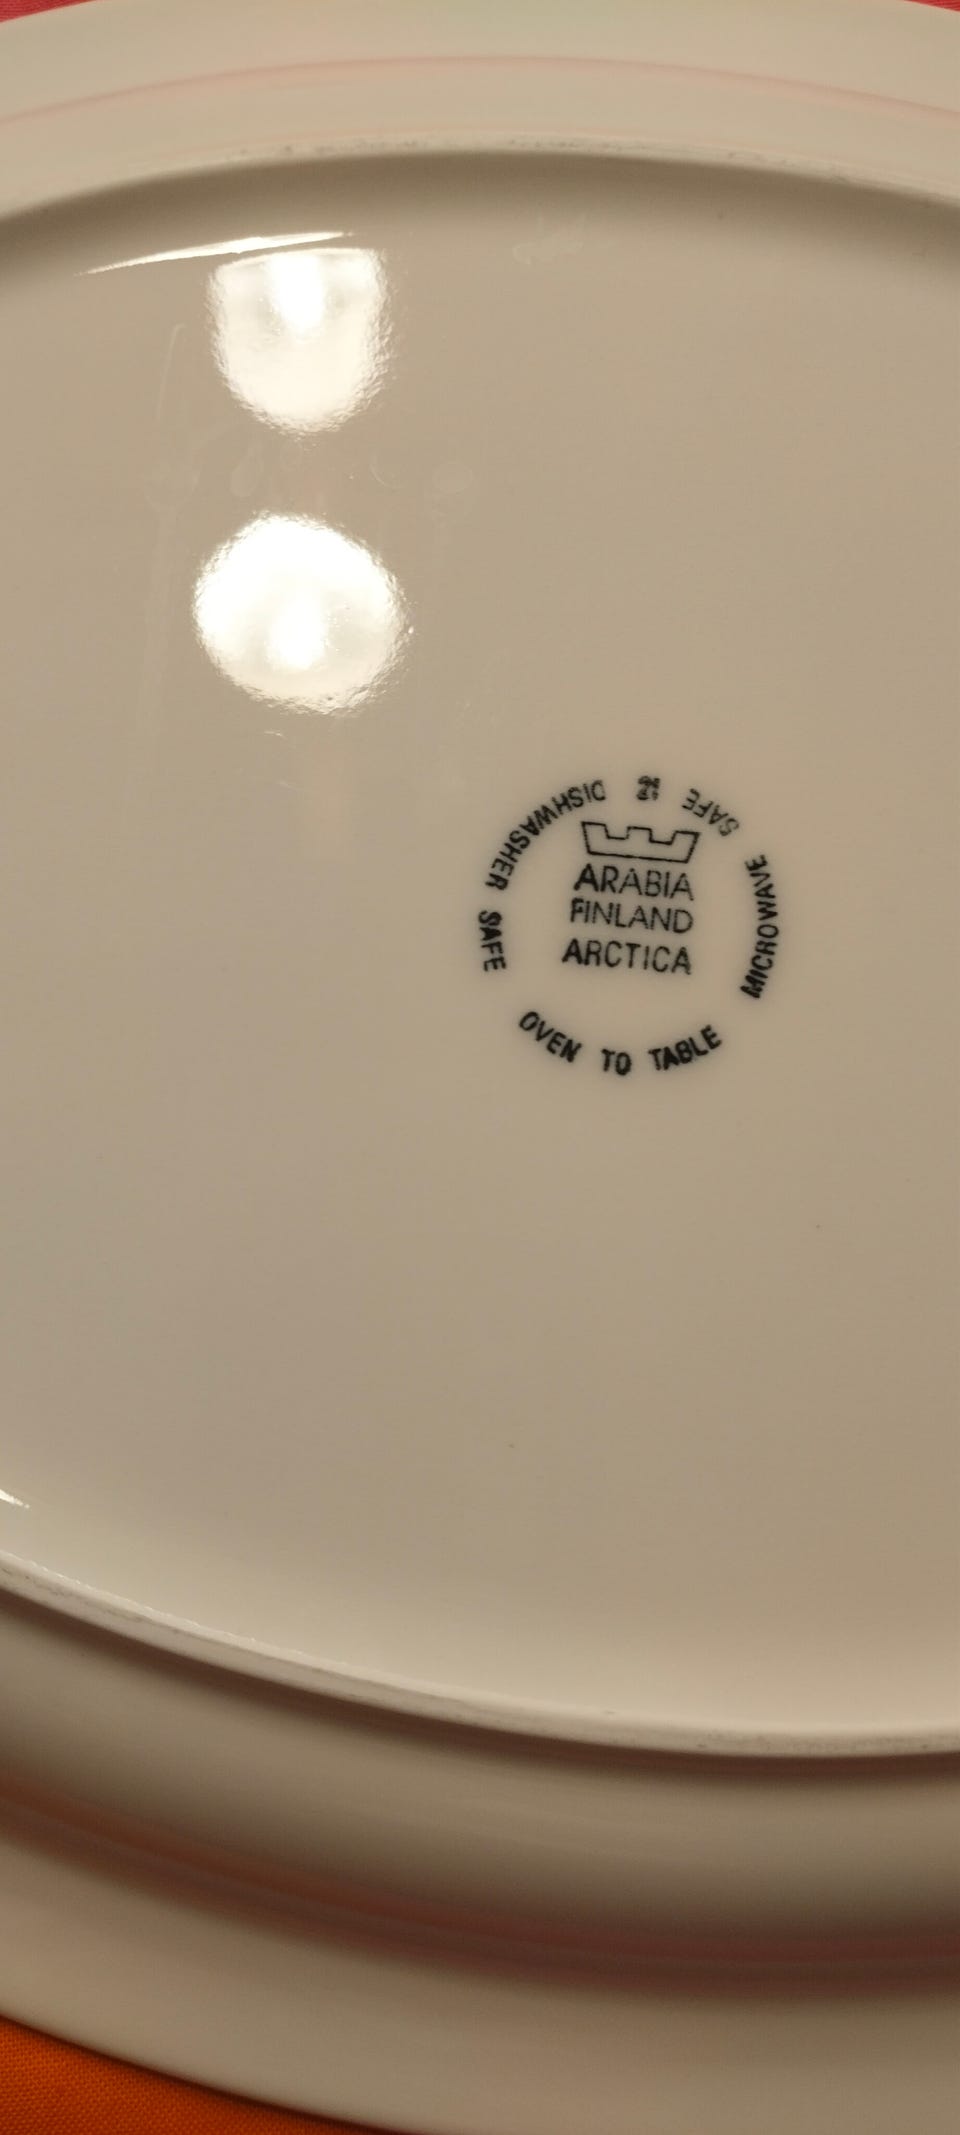 ARABIA
FINLAND
ARCTICA
DISHWASHER SAFE
OVEN TO TABLE
MICROWAVE SAFE